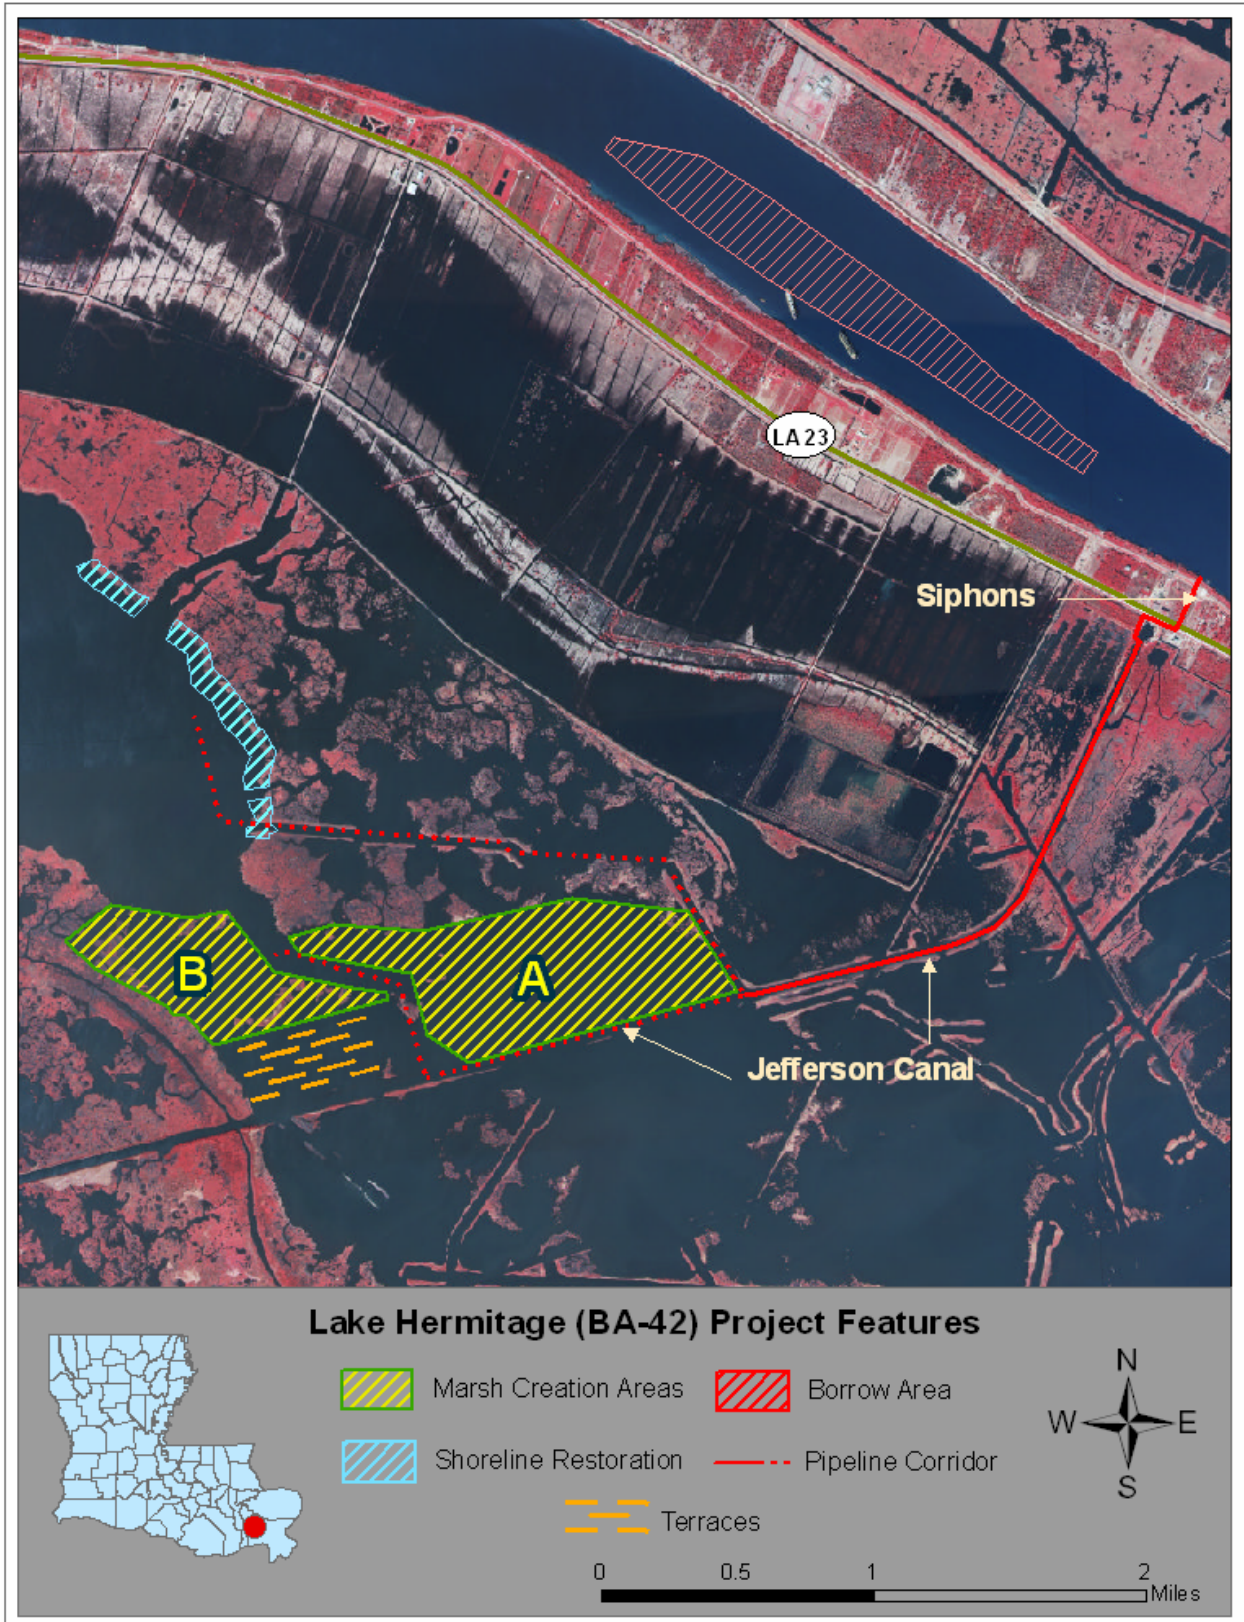 LA 23
Siphons
B
A
Jefferson Canal
Lake Hermitage (BA-42) Project Features
Marsh Creation Areas
Borrow Area
Shoreline Restoration
Pipeline Corridor
Terraces
N
W E
S
0 0.5 1 2
Miles